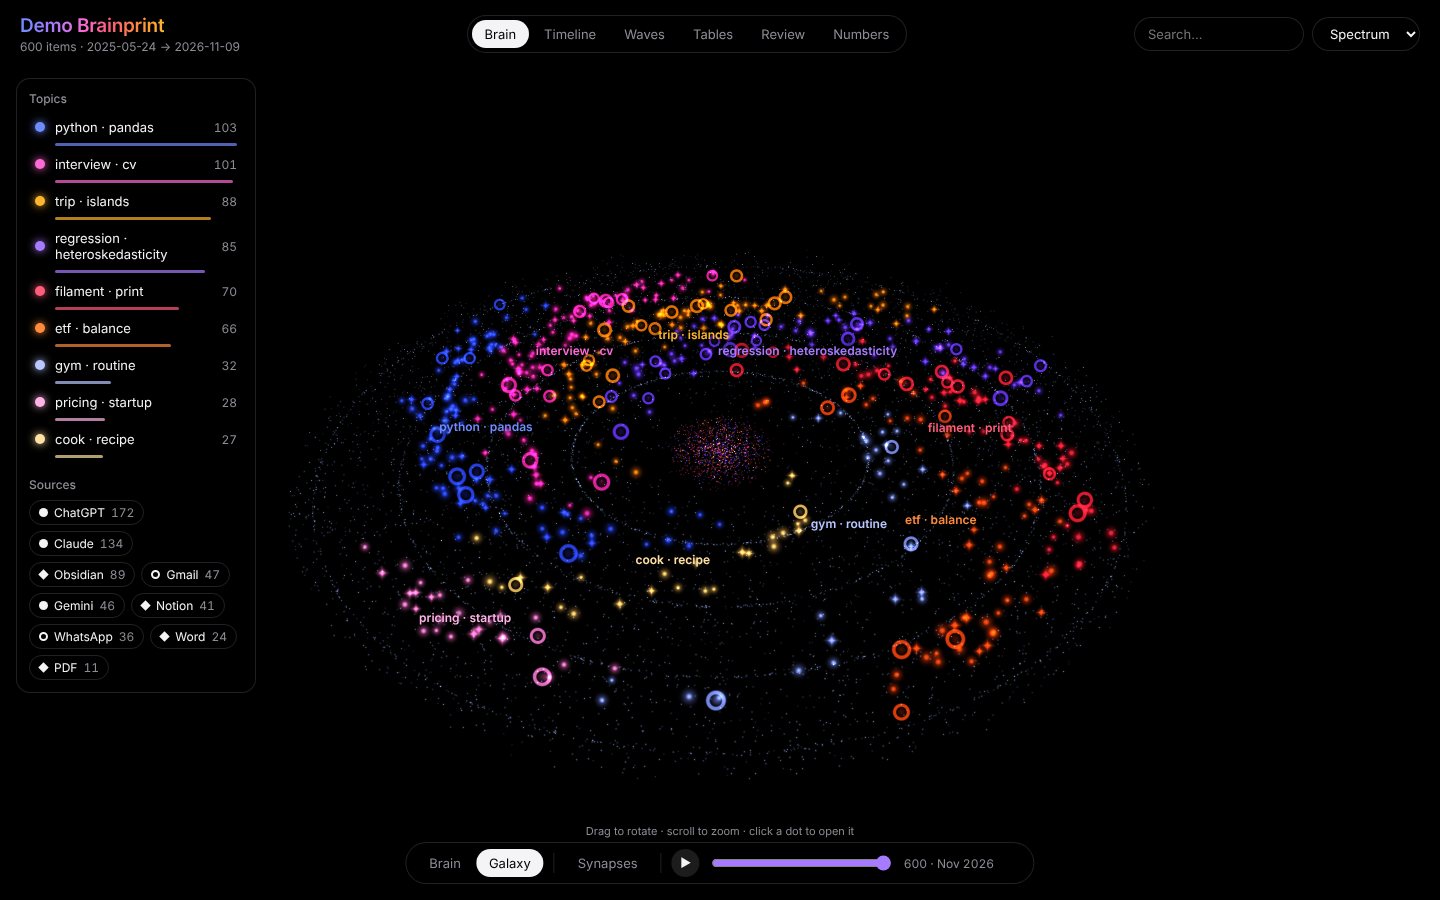 Demo Brainprint
600 items · 2025-05-24 → 2026-11-09
Brain Timeline Waves Tables Review Numbers
Search... Spectrum
Topics
python · pandas 103
interview · cv 101
trip · islands 88
regression ·
heteroskedasticity 85
filament · print 70
etf · balance 66
gym · routine 32
pricing · startup 28
cook · recipe 27
Sources
ChatGPT 172
Claude 134
Obsidian 89 Gmail 47
Gemini 46 Notion 41
WhatsApp 36 Word 24
PDF 11
trip · islands
interview · cv regression · heteroskedasticity
python · pandas filament · print
gym · routine etf · balance
cook · recipe
pricing · startup
Drag to rotate · scroll to zoom · click a dot to open it
Brain Galaxy Synapses 600 · Nov 2026